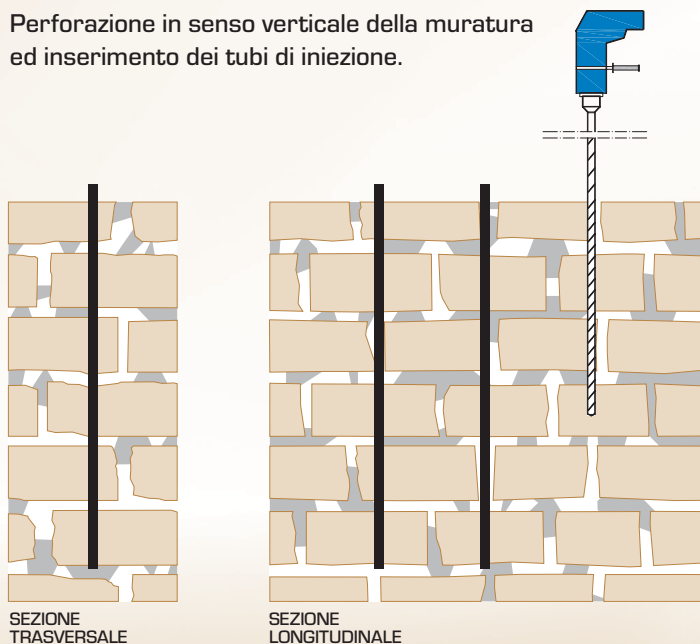 Perforazione in senso verticale della muratura
ed inserimento dei tubi di iniezione.
SEZIONE
TRASVERSALE
SEZIONE
LONGITUDINALE